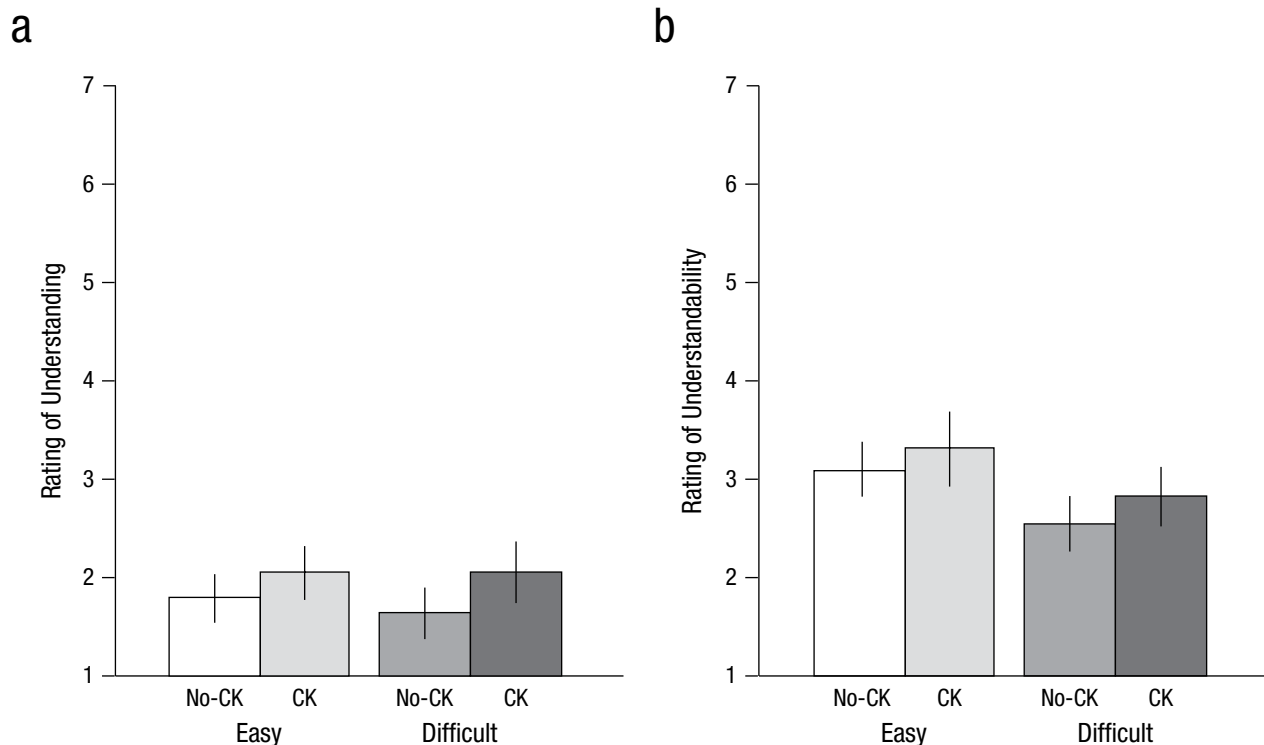 a
7
6
5
4
3
2
1
Rating of Understanding
No-CK CK No-CK CK
Easy Difficult
b
7
6
5
4
3
2
1
Rating of Understandability
No-CK CK No-CK CK
Easy Difficult